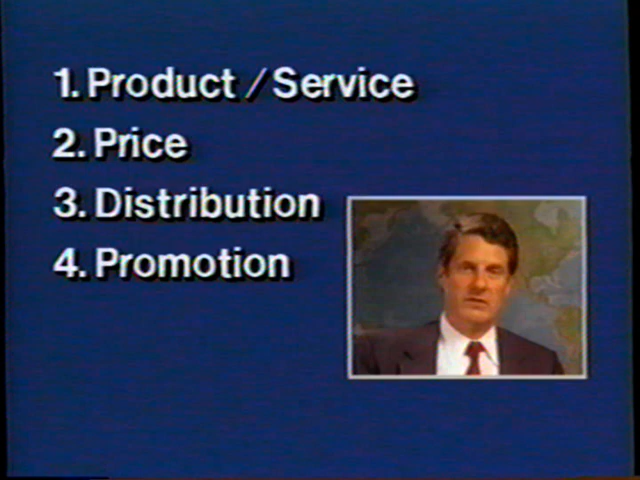 1. Product / Service
2. Price
3. Distribution
4. Promotion